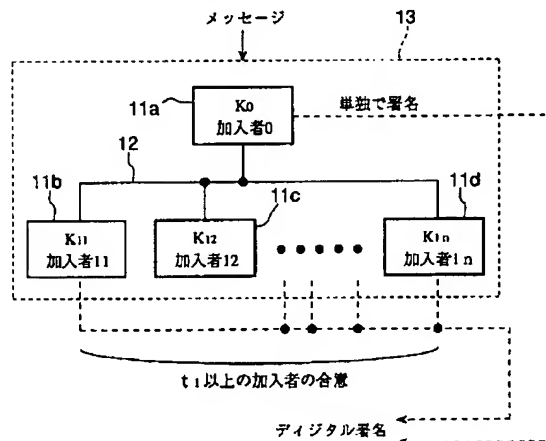 メッセージ
13
11a
K0
加入者0
単独で署名
12
11b
11c
11d
K11
加入者11
K12
加入者12
K1n
加入者1n
t1以上の加入者の合意
ディジタル署名